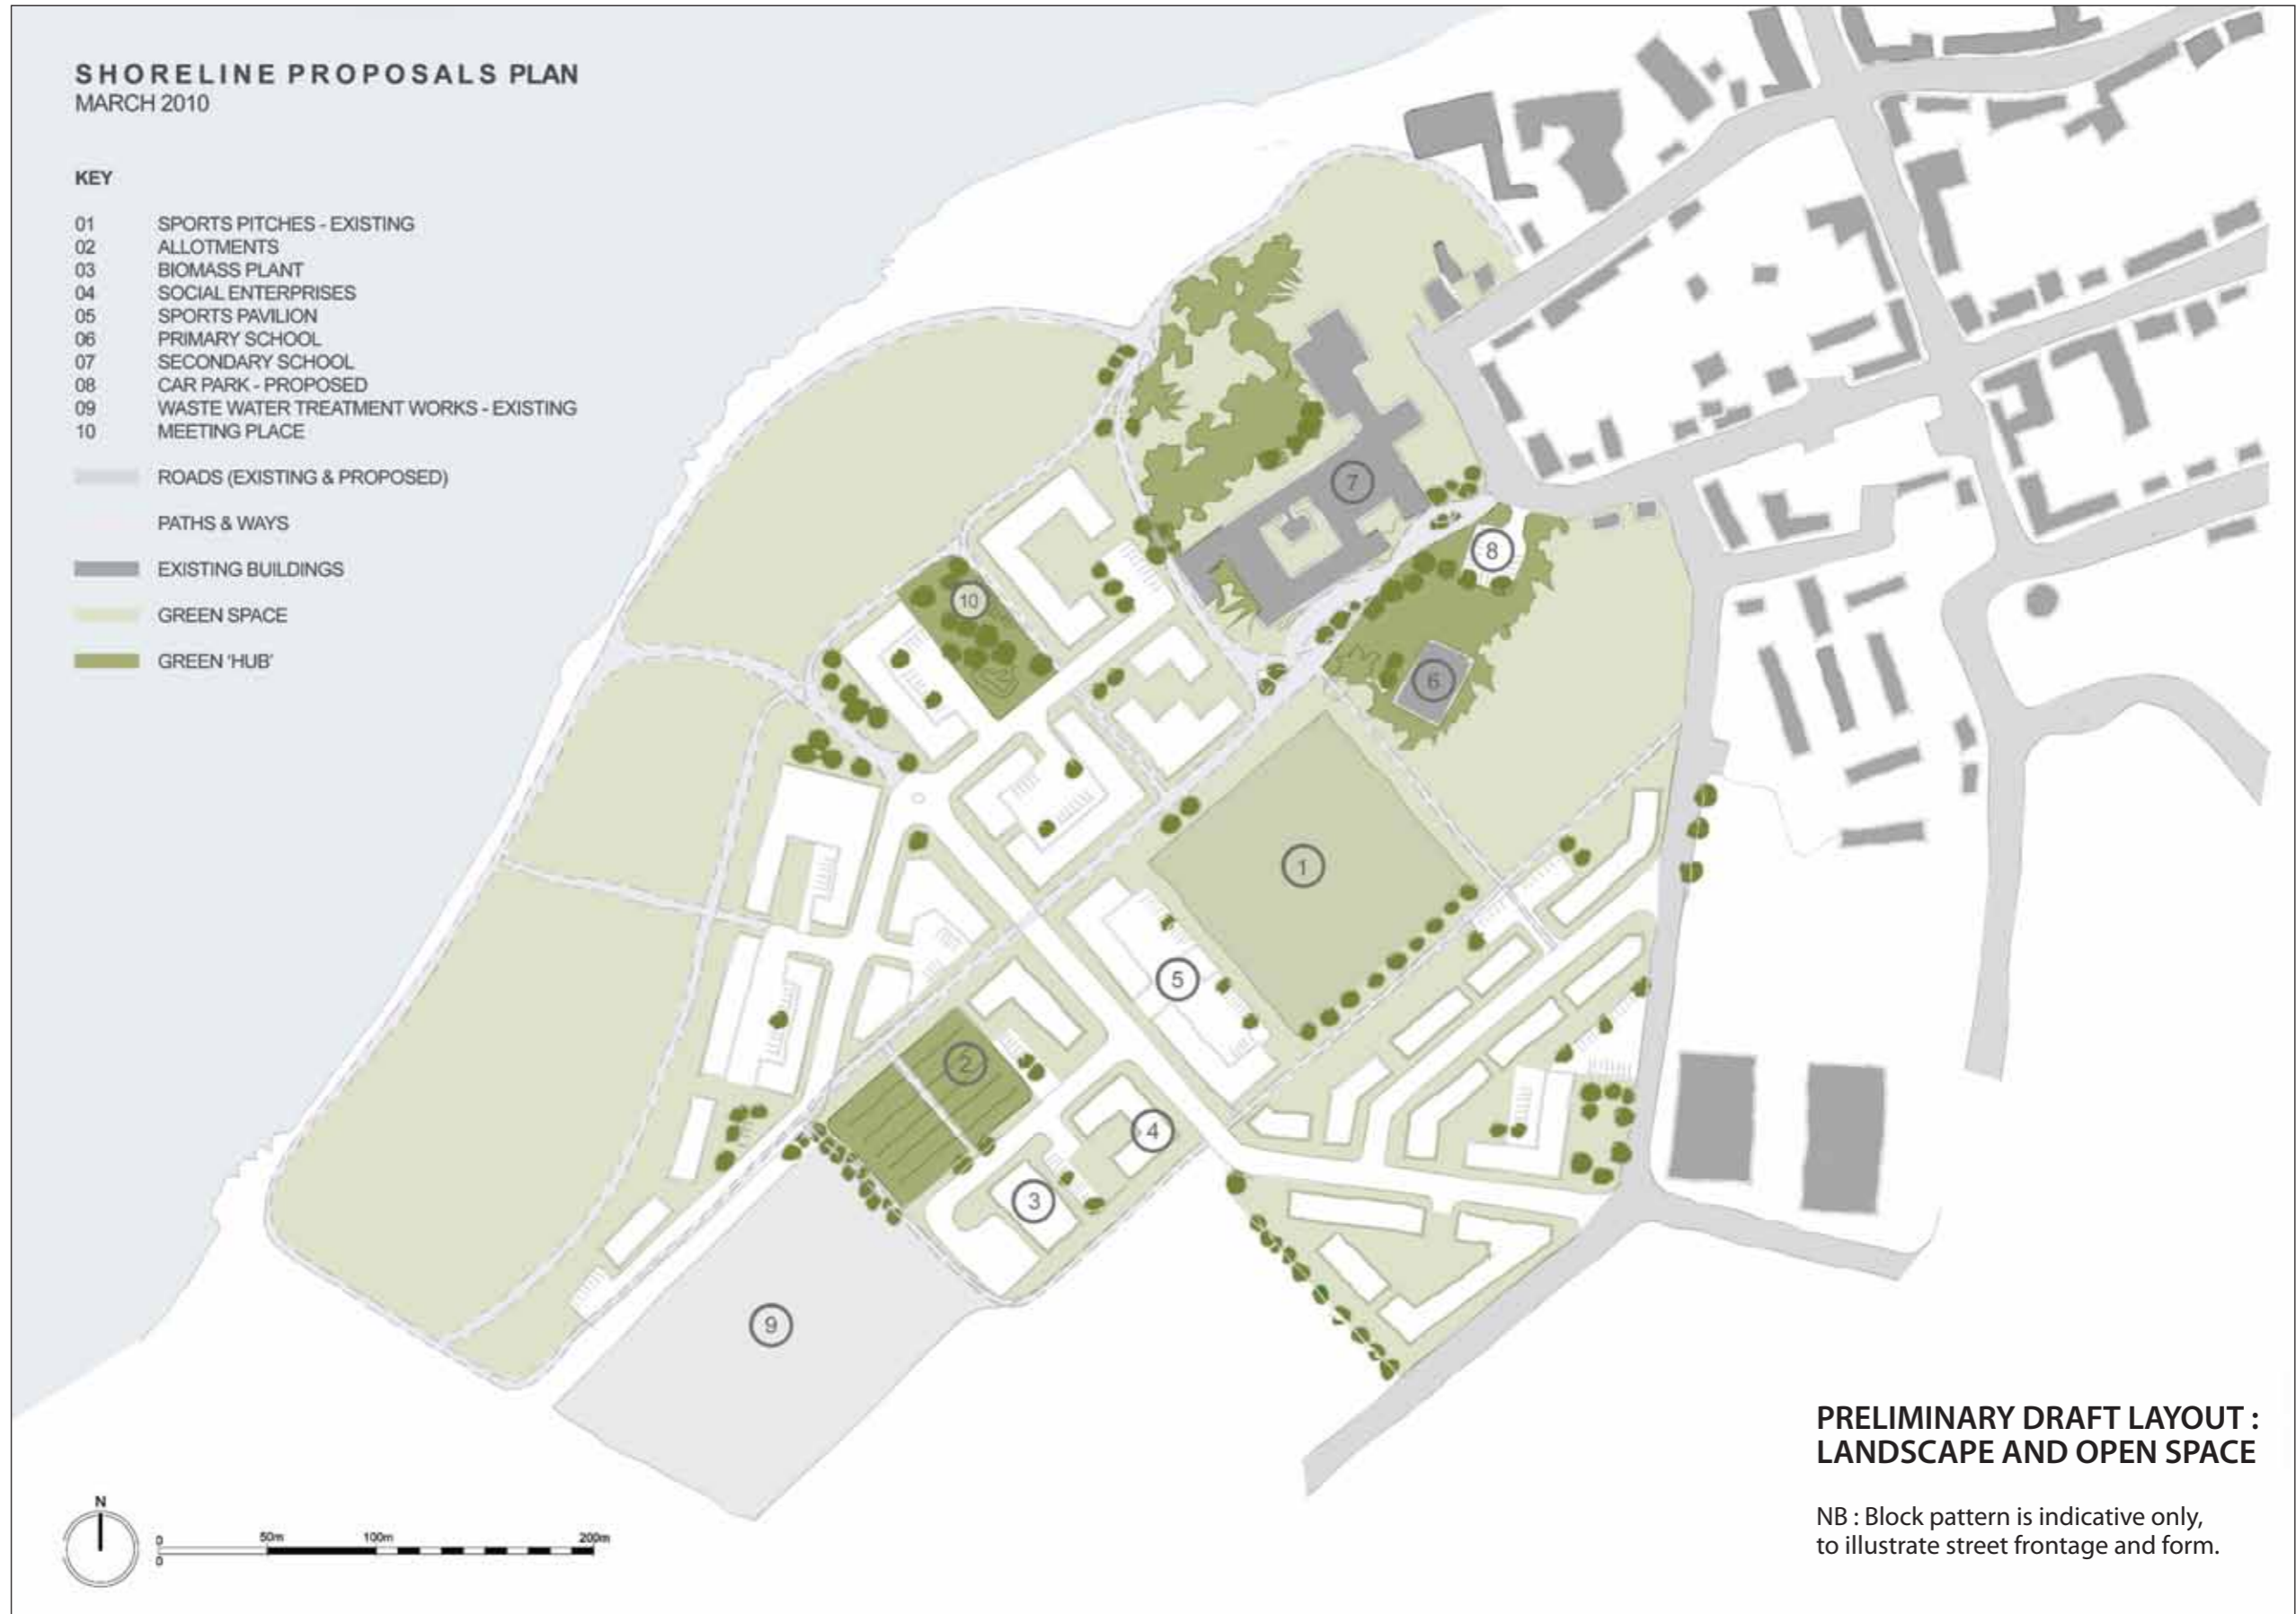 SHORELINE PROPOSALS PLAN
MARCH 2010
KEY
01 SPORTS PITCHES - EXISTING
02 ALLOTMENTS
03 BIOMASS PLANT
04 SOCIAL ENTERPRISES
05 SPORTS PAVILION
06 PRIMARY SCHOOL
07 SECONDARY SCHOOL
08 CAR PARK - PROPOSED
09 WASTE WATER TREATMENT WORKS - EXISTING
10 MEETING PLACE
ROADS (EXISTING & PROPOSED)
PATHS & WAYS
EXISTING BUILDINGS
GREEN SPACE
GREEN 'HUB'
7
8
10
6
1
5
2
4
3
9
N
0 50m 100m 200m
0
PRELIMINARY DRAFT LAYOUT :
LANDSCAPE AND OPEN SPACE
NB : Block pattern is indicative only,
to illustrate street frontage and form.